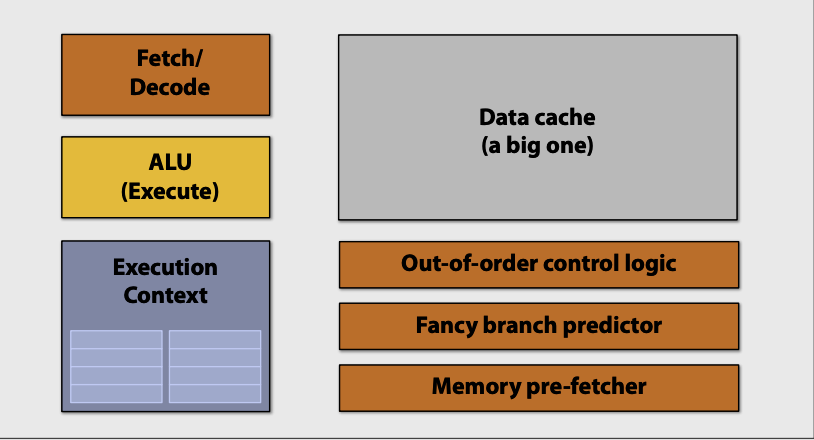 Fetch/
Decode
ALU
(Execute)
Execution
Context
Data cache
(a big one)
Out-of-order control logic
Fancy branch predictor
Memory pre-fetcher